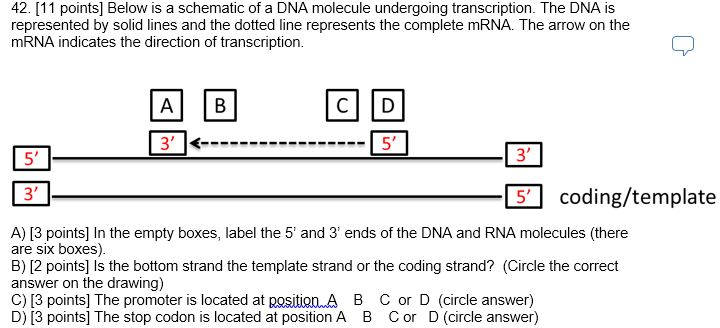 42. [11 points] Below is a schematic of a DNA molecule undergoing transcription. The DNA is
represented by solid lines and the dotted line represents the complete mRNA. The arrow on the
mRNA indicates the direction of transcription.
A B C D
3’ 5’
5’ 3’
3’ 5’ coding/template
A) [3 points] In the empty boxes, label the 5’ and 3’ ends of the DNA and RNA molecules (there
are six boxes).
B) [2 points] Is the bottom strand the template strand or the coding strand? (Circle the correct
answer on the drawing)
C) [3 points] The promoter is located at position A B C or D (circle answer)
D) [3 points] The stop codon is located at position A B C or D (circle answer)